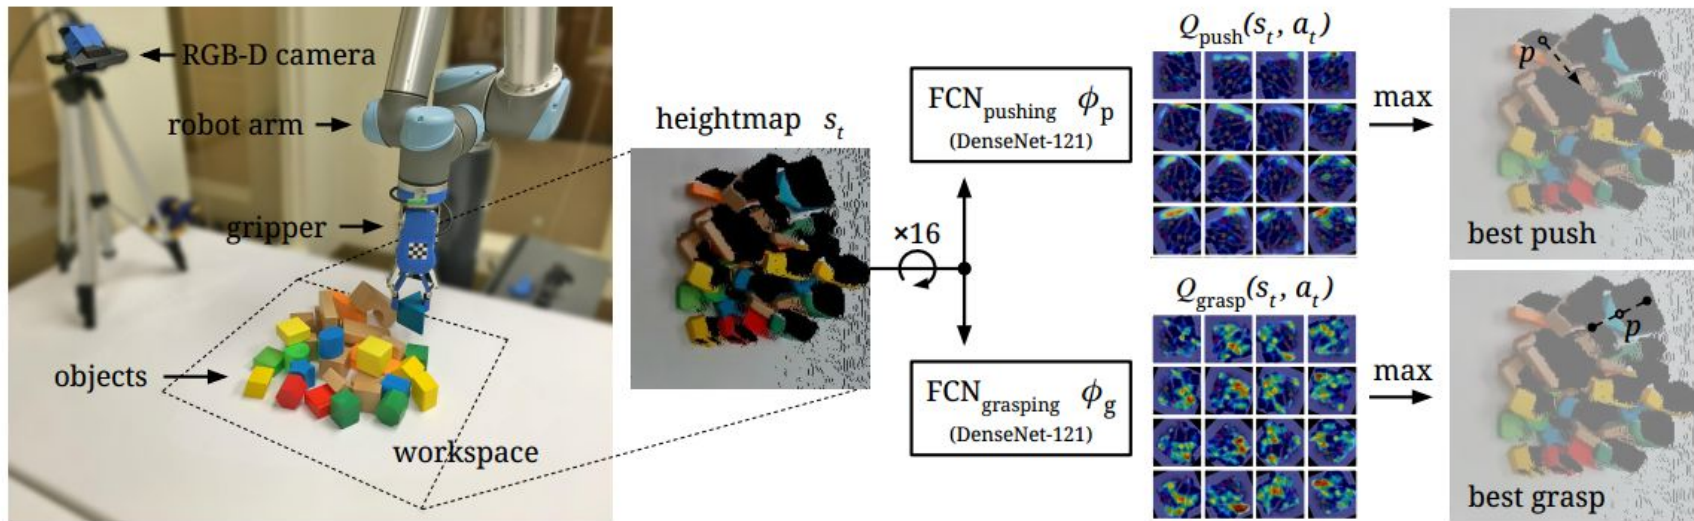 RGB-D camera
robot arm
gripper
objects
workspace
heightmap s_t
×16
FCN_pushing ϕ_p
(DenseNet-121)
FCN_grasping ϕ_g
(DenseNet-121)
Q_push(s_t, a_t)
max
p
best push
Q_grasp(s_t, a_t)
max
p
best grasp